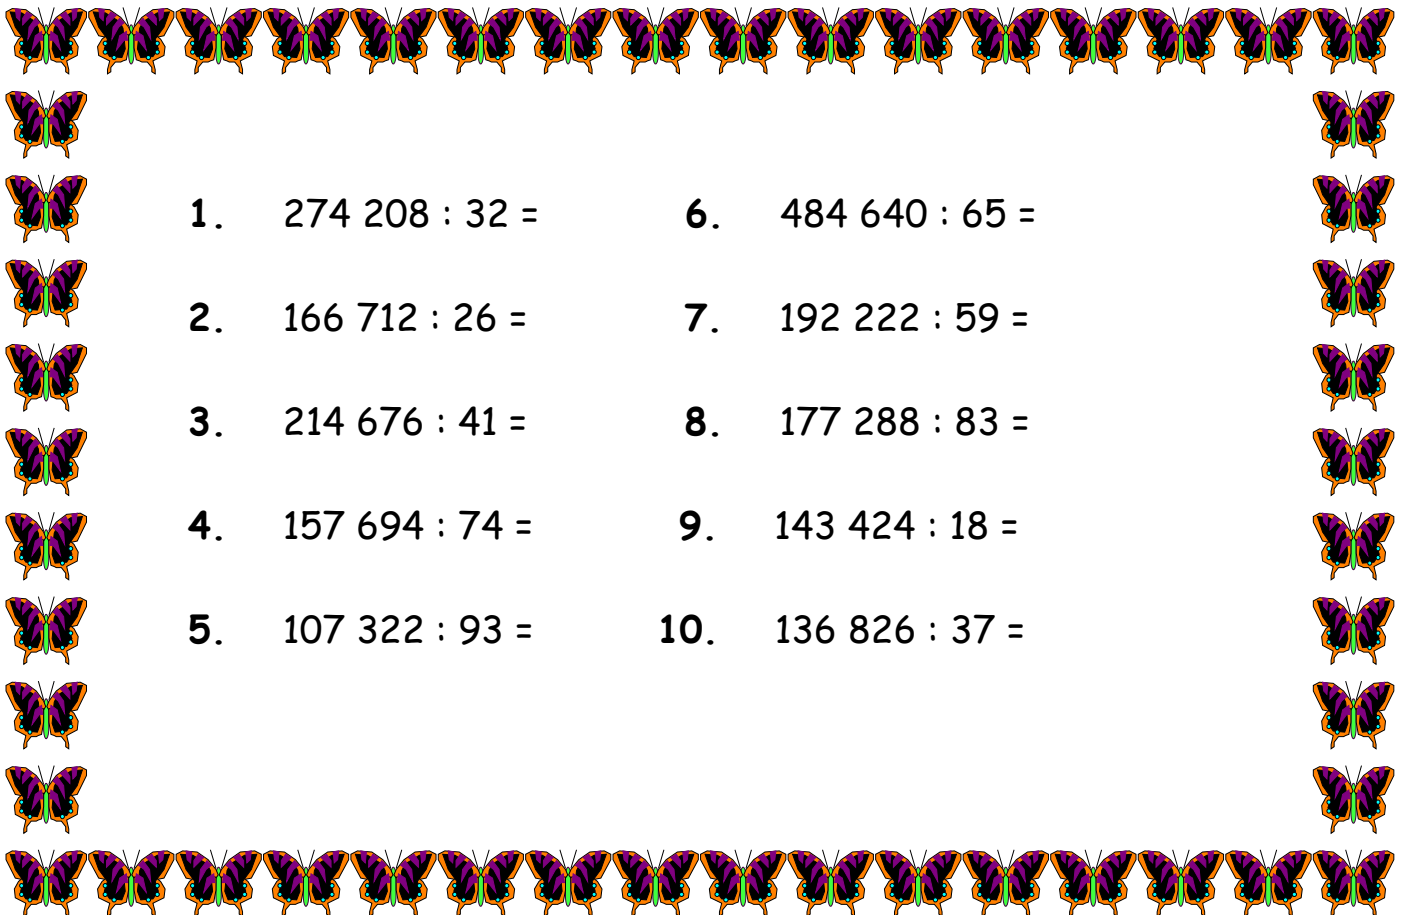 1. 274 208 : 32 =
2. 166 712 : 26 =
3. 214 676 : 41 =
4. 157 694 : 74 =
5. 107 322 : 93 =
6. 484 640 : 65 =
7. 192 222 : 59 =
8. 177 288 : 83 =
9. 143 424 : 18 =
10. 136 826 : 37 =